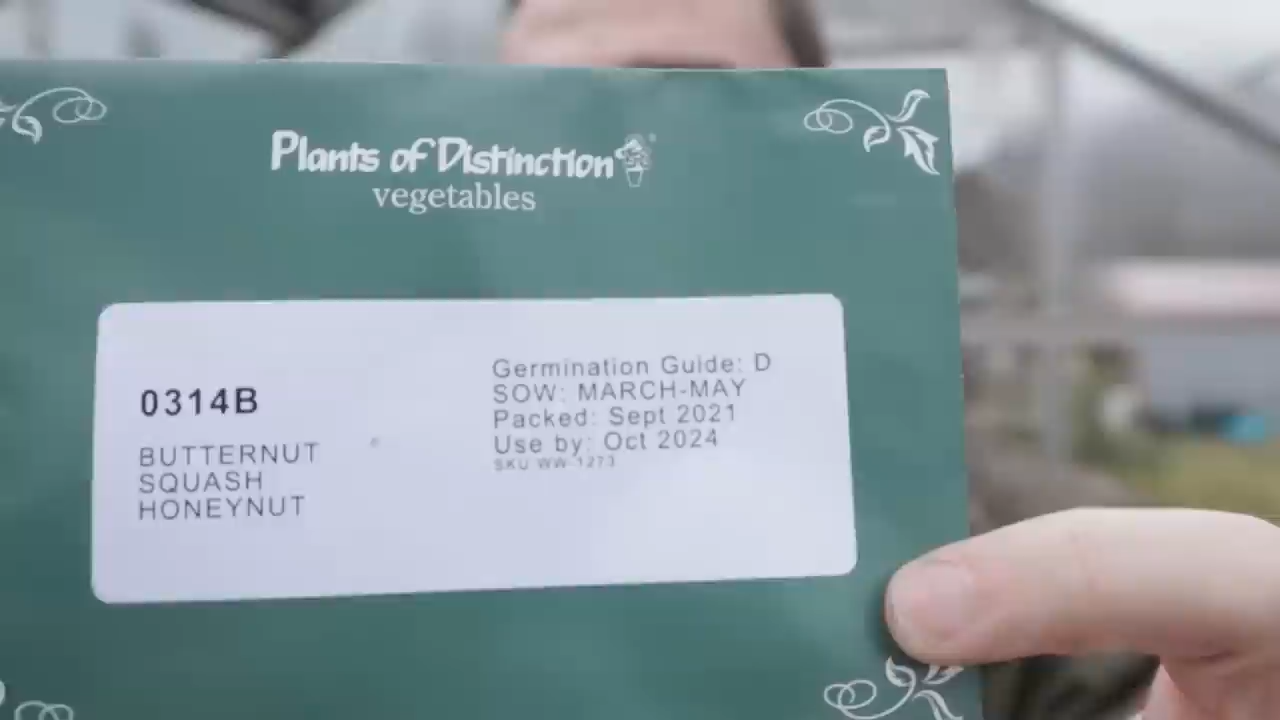 Plants of Distinction
vegetables
0314B
BUTTERNUT
SQUASH
HONEYNUT
Germination Guide: D
SOW: MARCH-MAY
Packed: Sept 2021
Use by: Oct 2024
SKU WW-1273